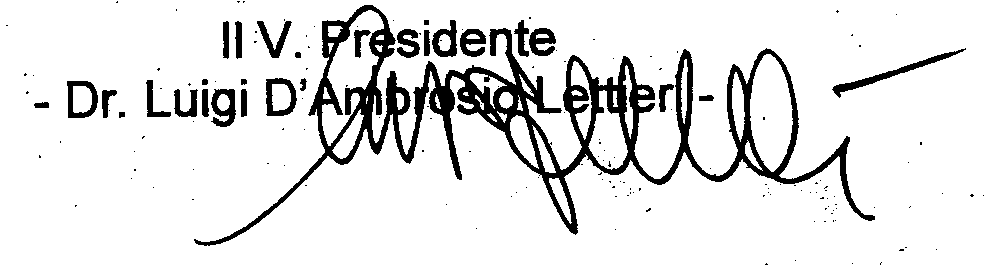 Il V. Presidente
- Dr. Luigi D'Ambrosio Lettieri -